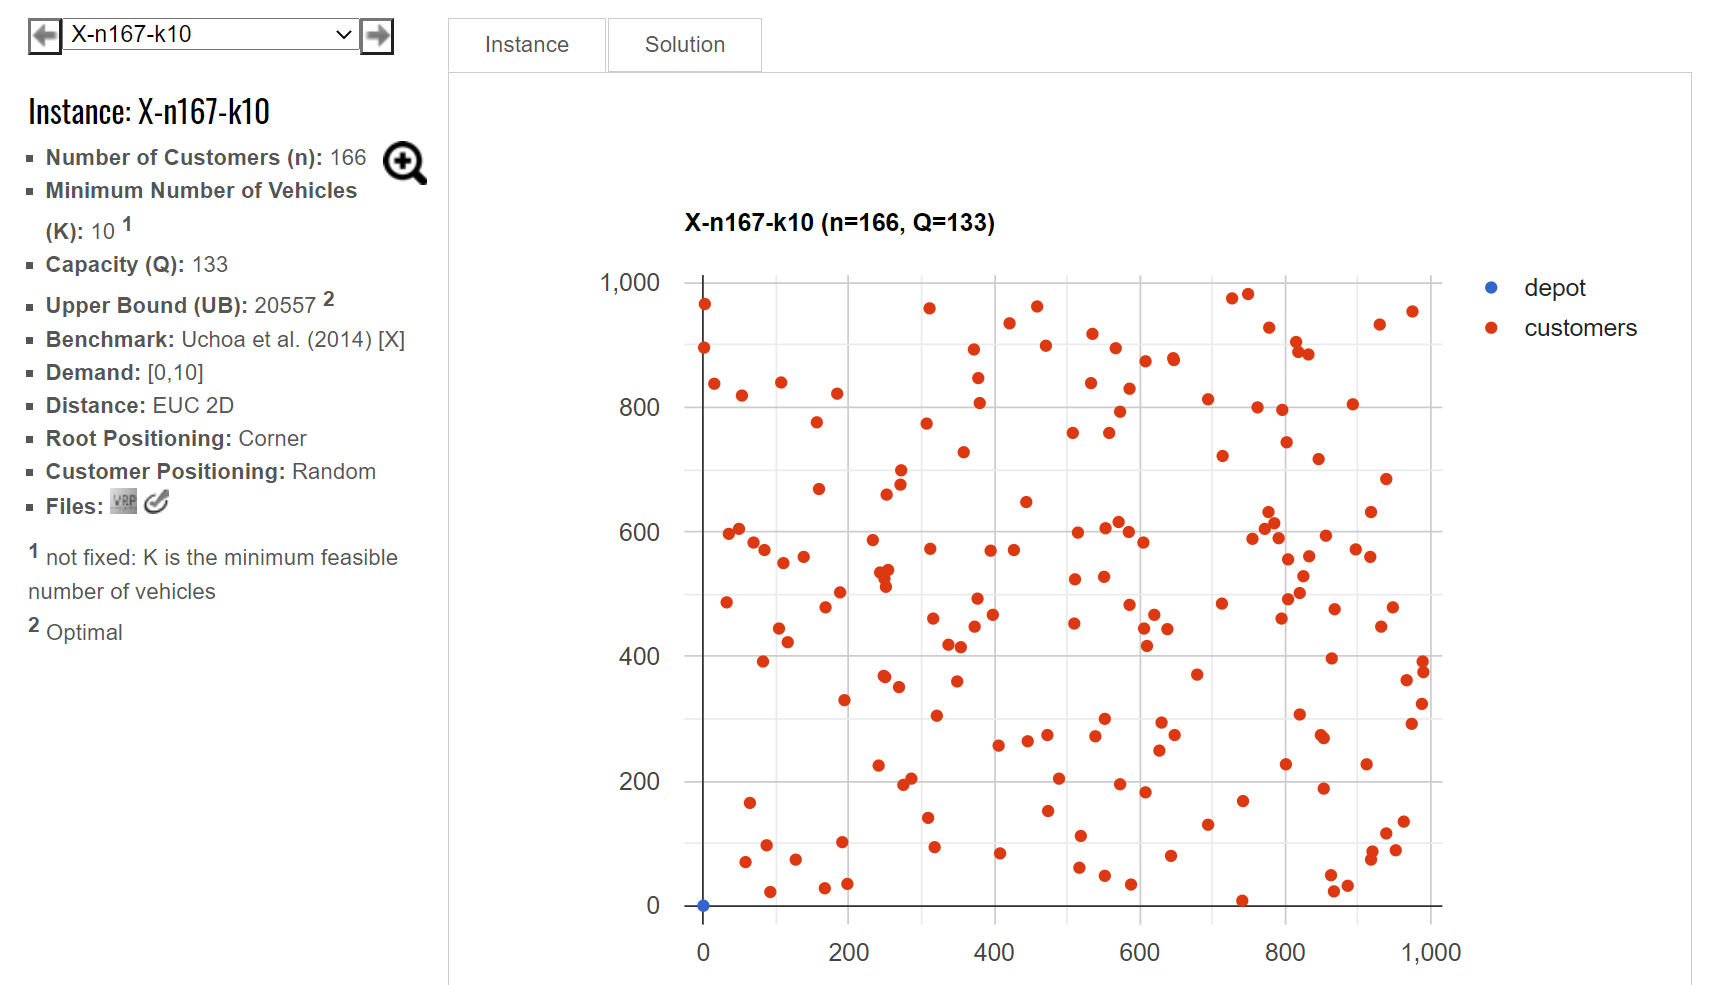 X-n167-k10
Instance: X-n167-k10
Number of Customers (n): 166
Minimum Number of Vehicles
(K): 10 1
Capacity (Q): 133
Upper Bound (UB): 20557 2
Benchmark: Uchoa et al. (2014) [X]
Demand: [0,10]
Distance: EUC 2D
Root Positioning: Corner
Customer Positioning: Random
Files: VRP
1 not fixed: K is the minimum feasible
number of vehicles
2 Optimal
Instance
Solution
X-n167-k10 (n=166, Q=133)
1,000
800
600
400
200
0
0 200 400 600 800 1,000
depot
customers